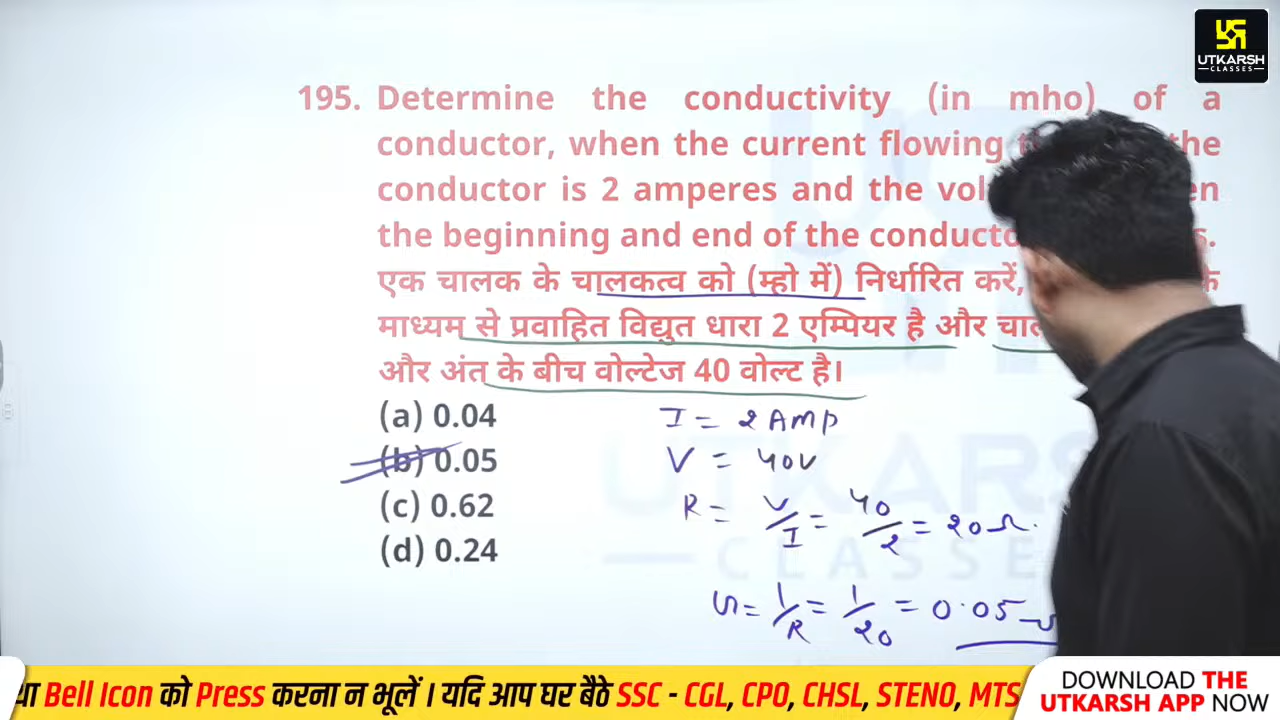 UTKARSH
CLASSES
195. Determine the conductivity (in mho) of a
conductor, when the current flowing the
conductor is 2 amperes and the
the beginning and end of the
एक चालक के चालकत्व को (म्हो में) निर्धारित करें,
माध्यम से प्रवाहित विद्युत धारा 2 एम्पियर है और
और अंत के बीच वोल्टेज 40 वोल्ट है।
(a) 0.04
(b) 0.05
(c) 0.62
(d) 0.24
I = 2 AMP
V = 40V
R = V/I = 40/2 = 20Ω.
= 1/R = 1/20 = 0.05
CLASSES
Bell Icon को Press करना न भूलें। यदि आप घर बैठे SSC - CGL, CPO, CHSL, STENO, MTS
DOWNLOAD THE
UTKARSH APP NOW